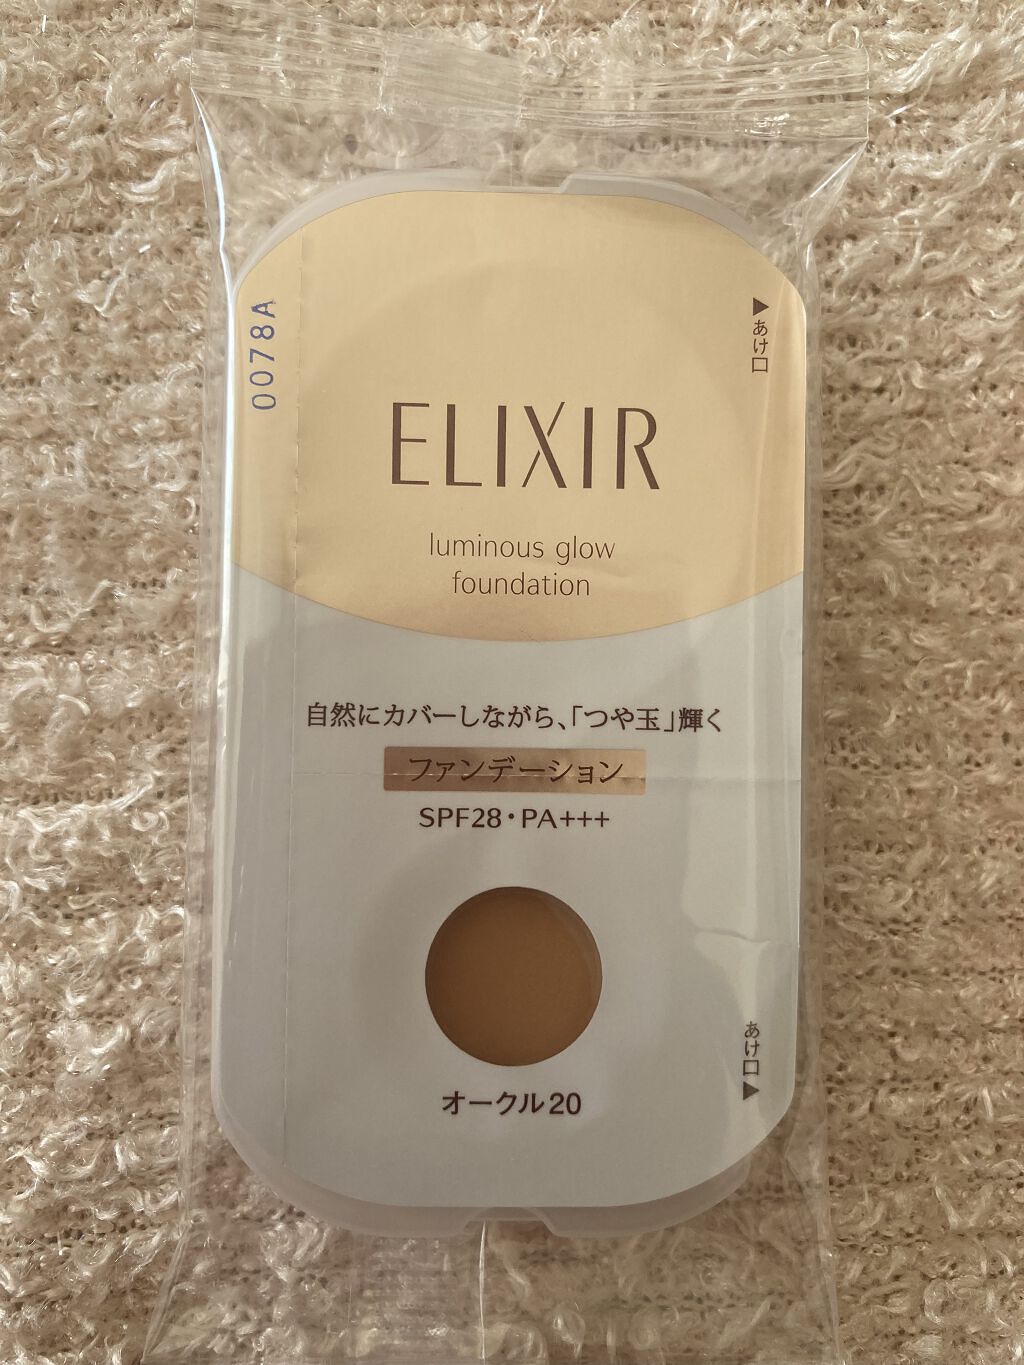 0078A
▶あけ口
ELIXIR
luminous glow
foundation
自然にカバーしながら、「つや玉」輝く
ファンデーション
SPF28・PA+++
オークル20
あけ口▶